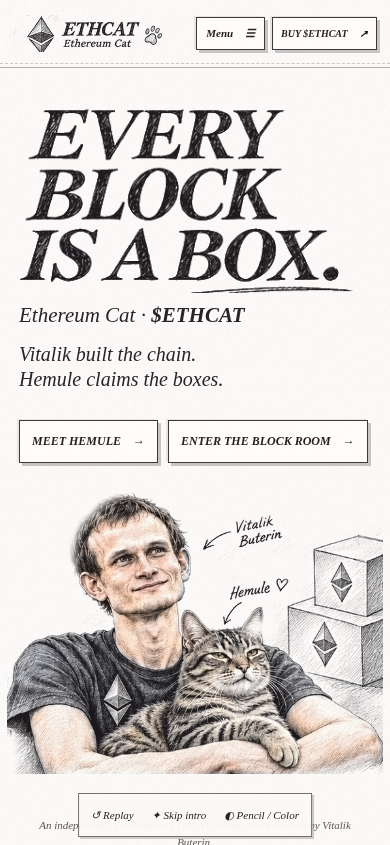 ETHCAT
Ethereum Cat
Menu ☰
BUY $ETHCAT ↗
EVERY
BLOCK
IS A BOX.
Ethereum Cat · $ETHCAT
Vitalik built the chain.
Hemule claims the boxes.
MEET HEMULE →
ENTER THE BLOCK ROOM →
Vitalik
Buterin
Hemule ♡
↺ Replay ✦ Skip intro ◐ Pencil / Color
An by Vitalik
Buterin